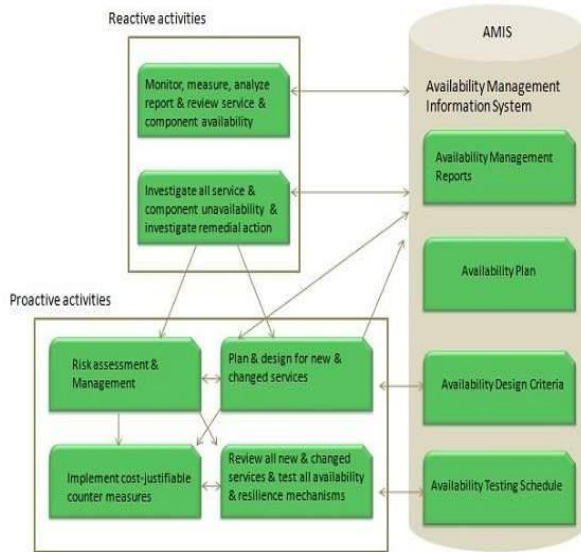 Reactive activities
Monitor, measure, analyze
report & review service &
component availability
Investigate all service &
component unavailability &
investigate remedial action
Proactive activities
Risk assessment &
Management
Plan & design for new &
changed services
Implement cost-justifiable
counter measures
Review all new & changed
services & test all availability
& resilience mechanisms
AMIS
Availability Management
Information System
Availability Management
Reports
Availability Plan
Availability Design Criteria
Availability Testing Schedule